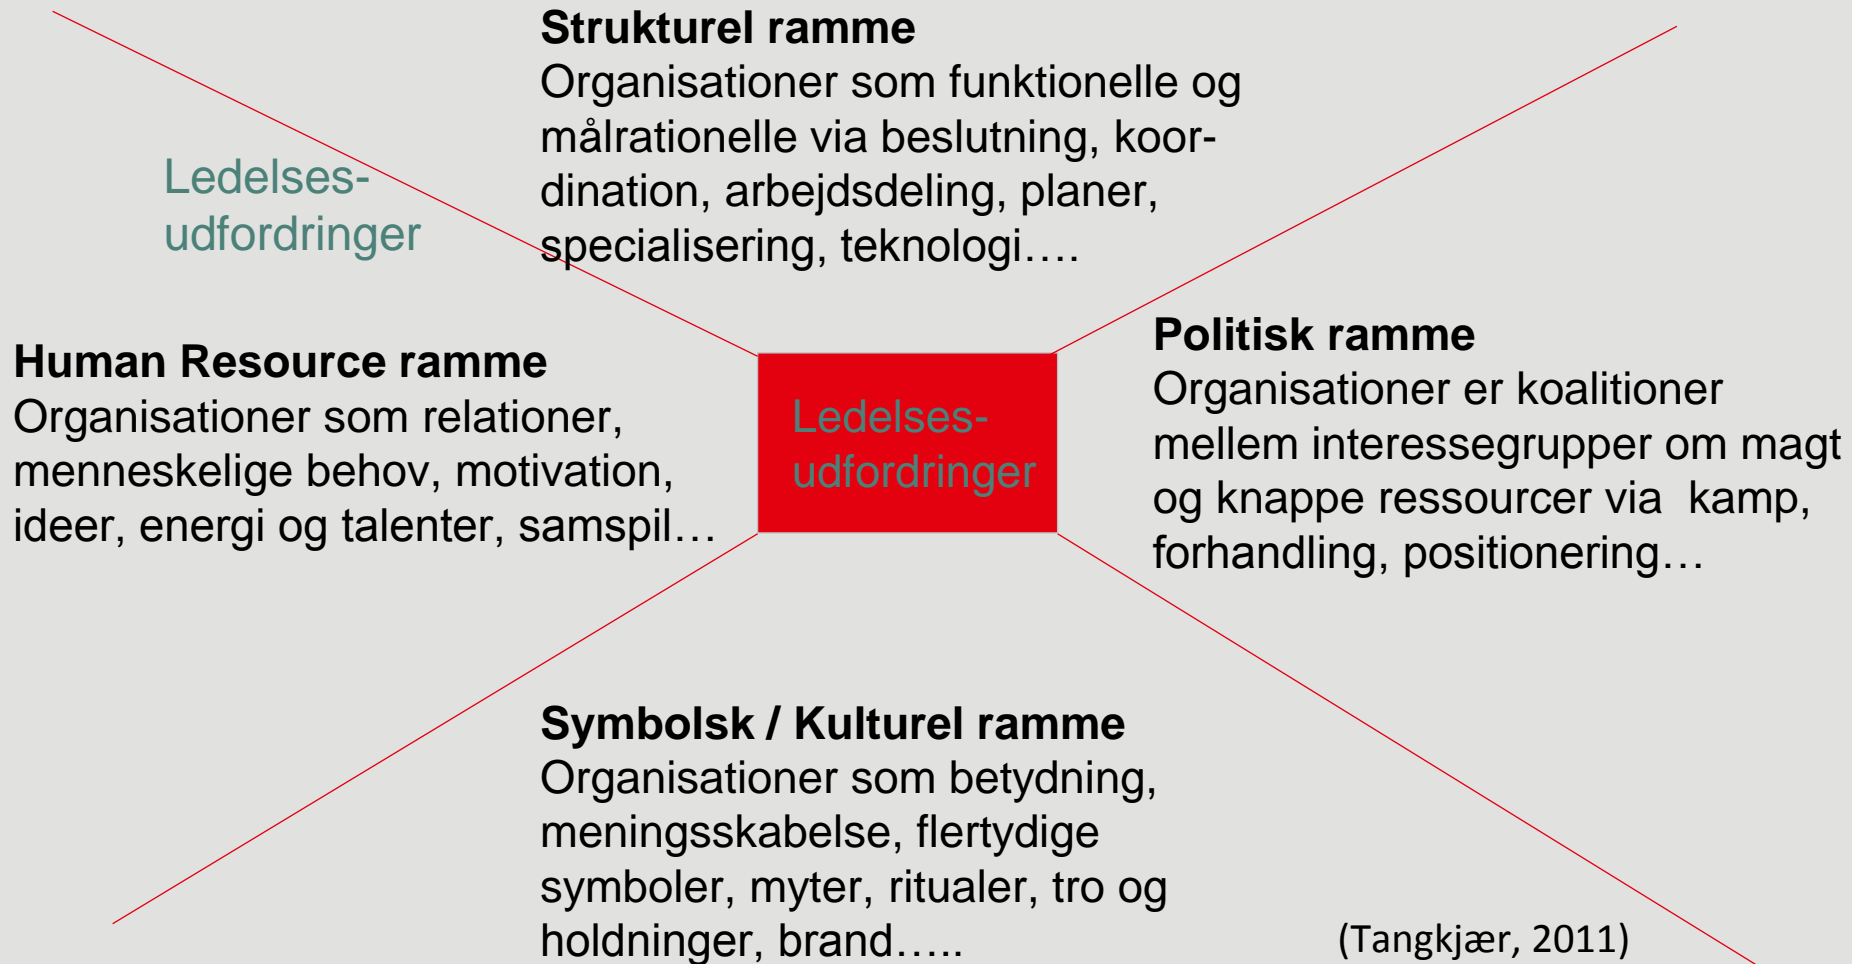 Strukturel ramme
Organisationer som funktionelle og
målrationelle via beslutning, koor-
dination, arbejdsdeling, planer,
specialisering, teknologi….
Ledelses-
udfordringer
Human Resource ramme
Organisationer som relationer,
menneskelige behov, motivation,
ideer, energi og talenter, samspil…
Ledelses-
udfordringer
Politisk ramme
Organisationer er koalitioner
mellem interessegrupper om magt
og knappe ressourcer via  kamp,
forhandling, positionering…
Symbolsk / Kulturel ramme
Organisationer som betydning,
meningsskabelse, flertydige
symboler, myter, ritualer, tro og
holdninger, brand…..
(Tangkjær, 2011)